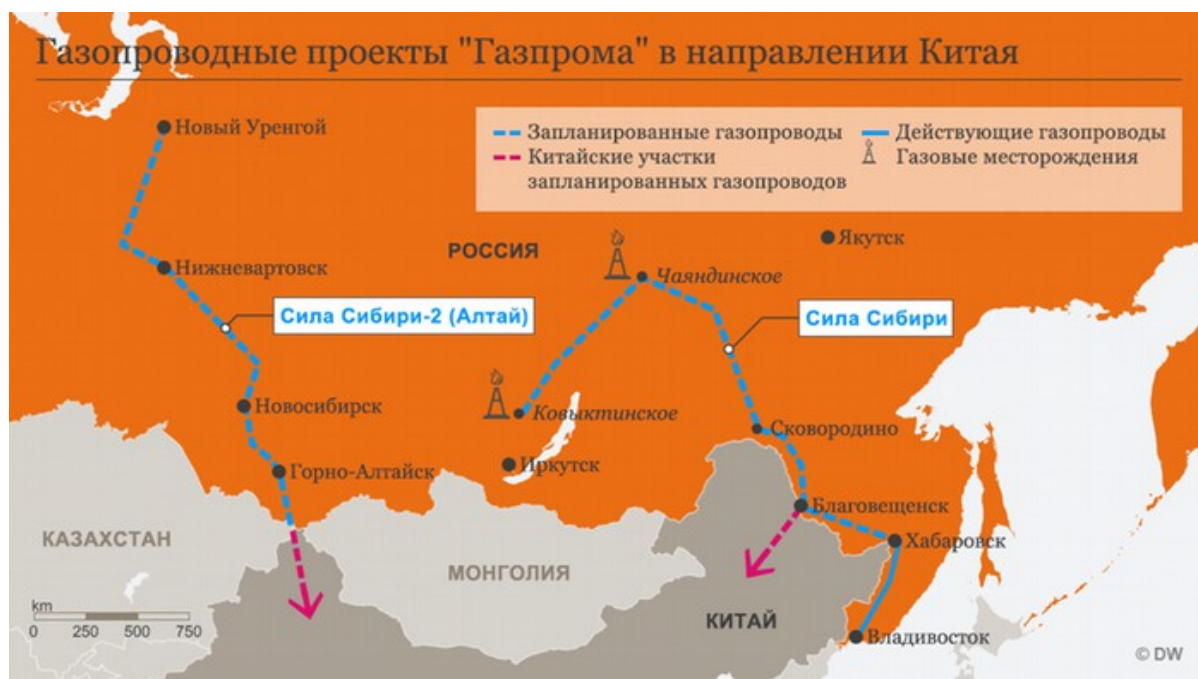 Газопроводные проекты "Газпрома" в направлении Китая
Запланированные газопроводы
Китайские участки
запланированных газопроводов
Действующие газопроводы
Газовые месторождения
Новый Уренгой
Якутск
РОССИЯ
Нижневартовск
Чаяндинское
Сила Сибири-2 (Алтай)
Сила Сибири
Новосибирск
Ковыктинское
Сковородино
Горно-Алтайск
Иркутск
Благовещенск
КАЗАХСТАН
Хабаровск
МОНГОЛИЯ
km
0 250 500 750
КИТАЙ
Владивосток
© DW